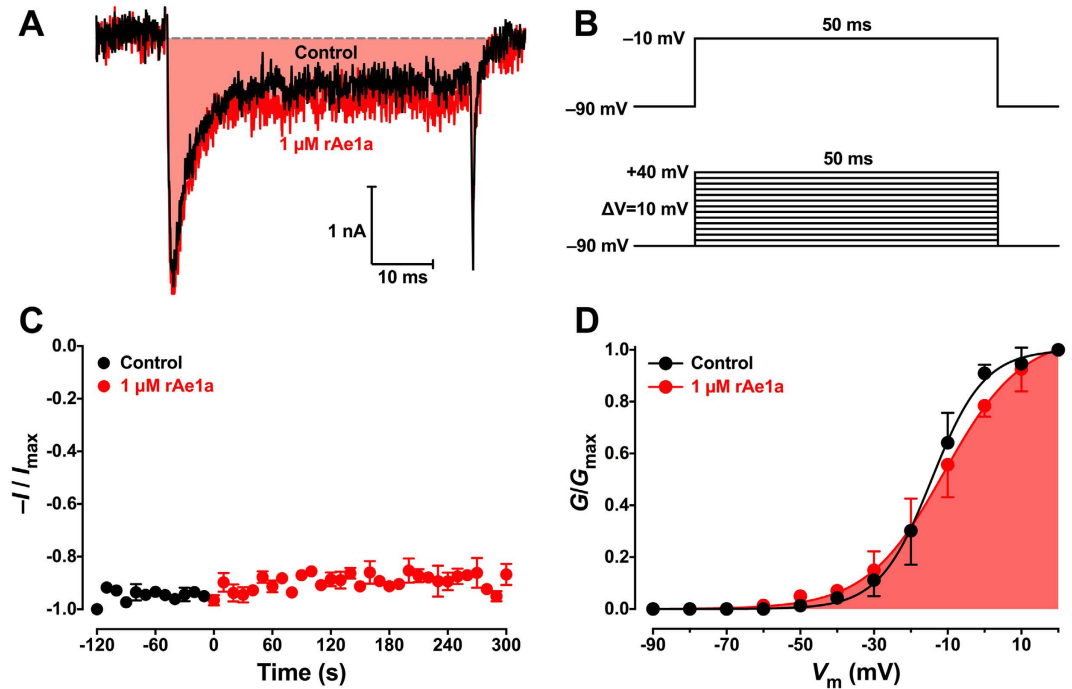 A
Control
1 µM rAe1a
1 nA
10 ms
B
50 ms
–10 mV
–90 mV
50 ms
+40 mV
ΔV=10 mV
–90 mV
C
Control
1 µM rAe1a
–I / Imax
0.0
-0.2
-0.4
-0.6
-0.8
-1.0
-120 -60 0 60 120 180 240 300
Time (s)
D
Control
1 µM rAe1a
G/Gmax
1.0
0.8
0.6
0.4
0.2
0.0
-90 -70 -50 -30 -10 10
Vm (mV)